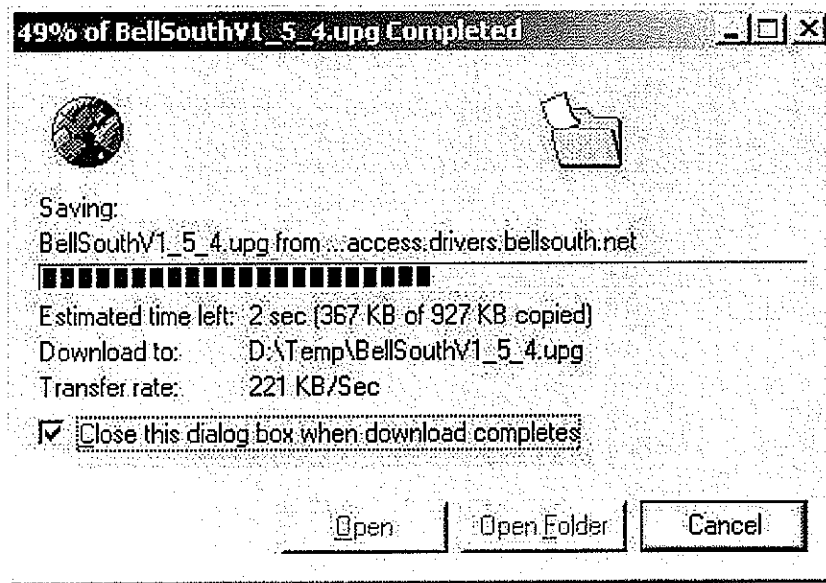 49% of BellSouthV1_5_4.upg Completed
Saving:
BellSouthV1_5_4.upg from ...access.drivers.bellsouth.net
Estimated time left: 2 sec (367 KB of 927 KB copied)
Download to: D:\Temp\BellSouthV1_5_4.upg
Transfer rate: 221 KB/Sec
Close this dialog box when download completes
Open Open Folder Cancel